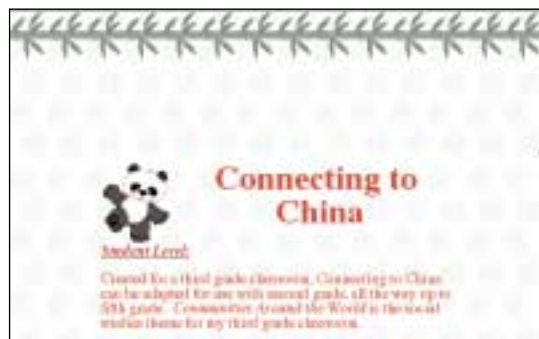 Connecting to
China
Student Level:
Created for a third grade classroom, Connecting to China
can be adapted for use with second grade, all the way up to
fifth grade. Communities Around the World is the social
studies theme for my third grade classroom.